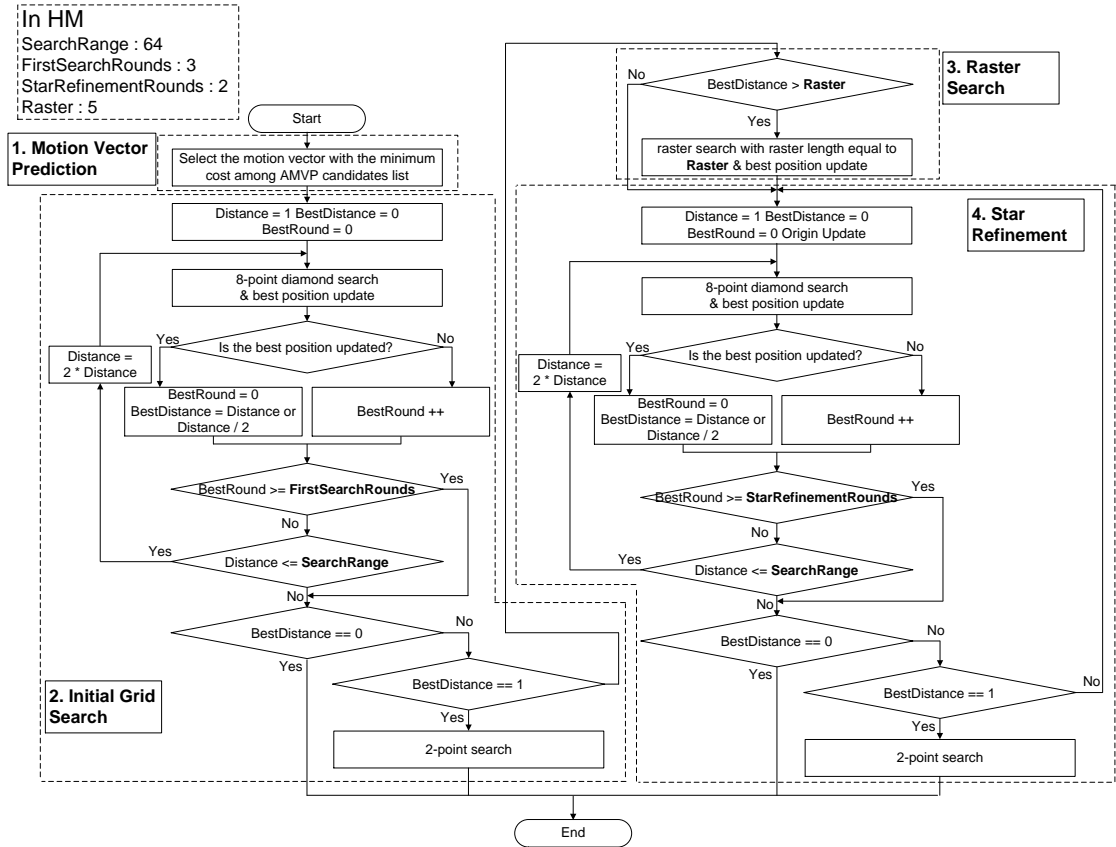 In HM
SearchRange : 64
FirstSearchRounds : 3
StarRefinementRounds : 2
Raster : 5
Start
1. Motion Vector
Prediction
Select the motion vector with the minimum
cost among AMVP candidates list
Distance = 1 BestDistance = 0
BestRound = 0
8-point diamond search
& best position update
Yes
No
Is the best position updated?
Distance =
2 * Distance
BestRound = 0
BestDistance = Distance or
Distance / 2
BestRound ++
BestRound >= FirstSearchRounds
Yes
No
Yes
Distance <= SearchRange
No
BestDistance == 0
No
Yes
BestDistance == 1
No
2. Initial Grid
Search
Yes
2-point search
3. Raster
Search
No
BestDistance > Raster
Yes
raster search with raster length equal to
Raster & best position update
4. Star
Refinement
Distance = 1 BestDistance = 0
BestRound = 0 Origin Update
8-point diamond search
& best position update
Yes
No
Is the best position updated?
Distance =
2 * Distance
BestRound = 0
BestDistance = Distance or
Distance / 2
BestRound ++
BestRound >= StarRefinementRounds
Yes
No
Yes
Distance <= SearchRange
No
BestDistance == 0
No
Yes
BestDistance == 1
No
Yes
2-point search
End